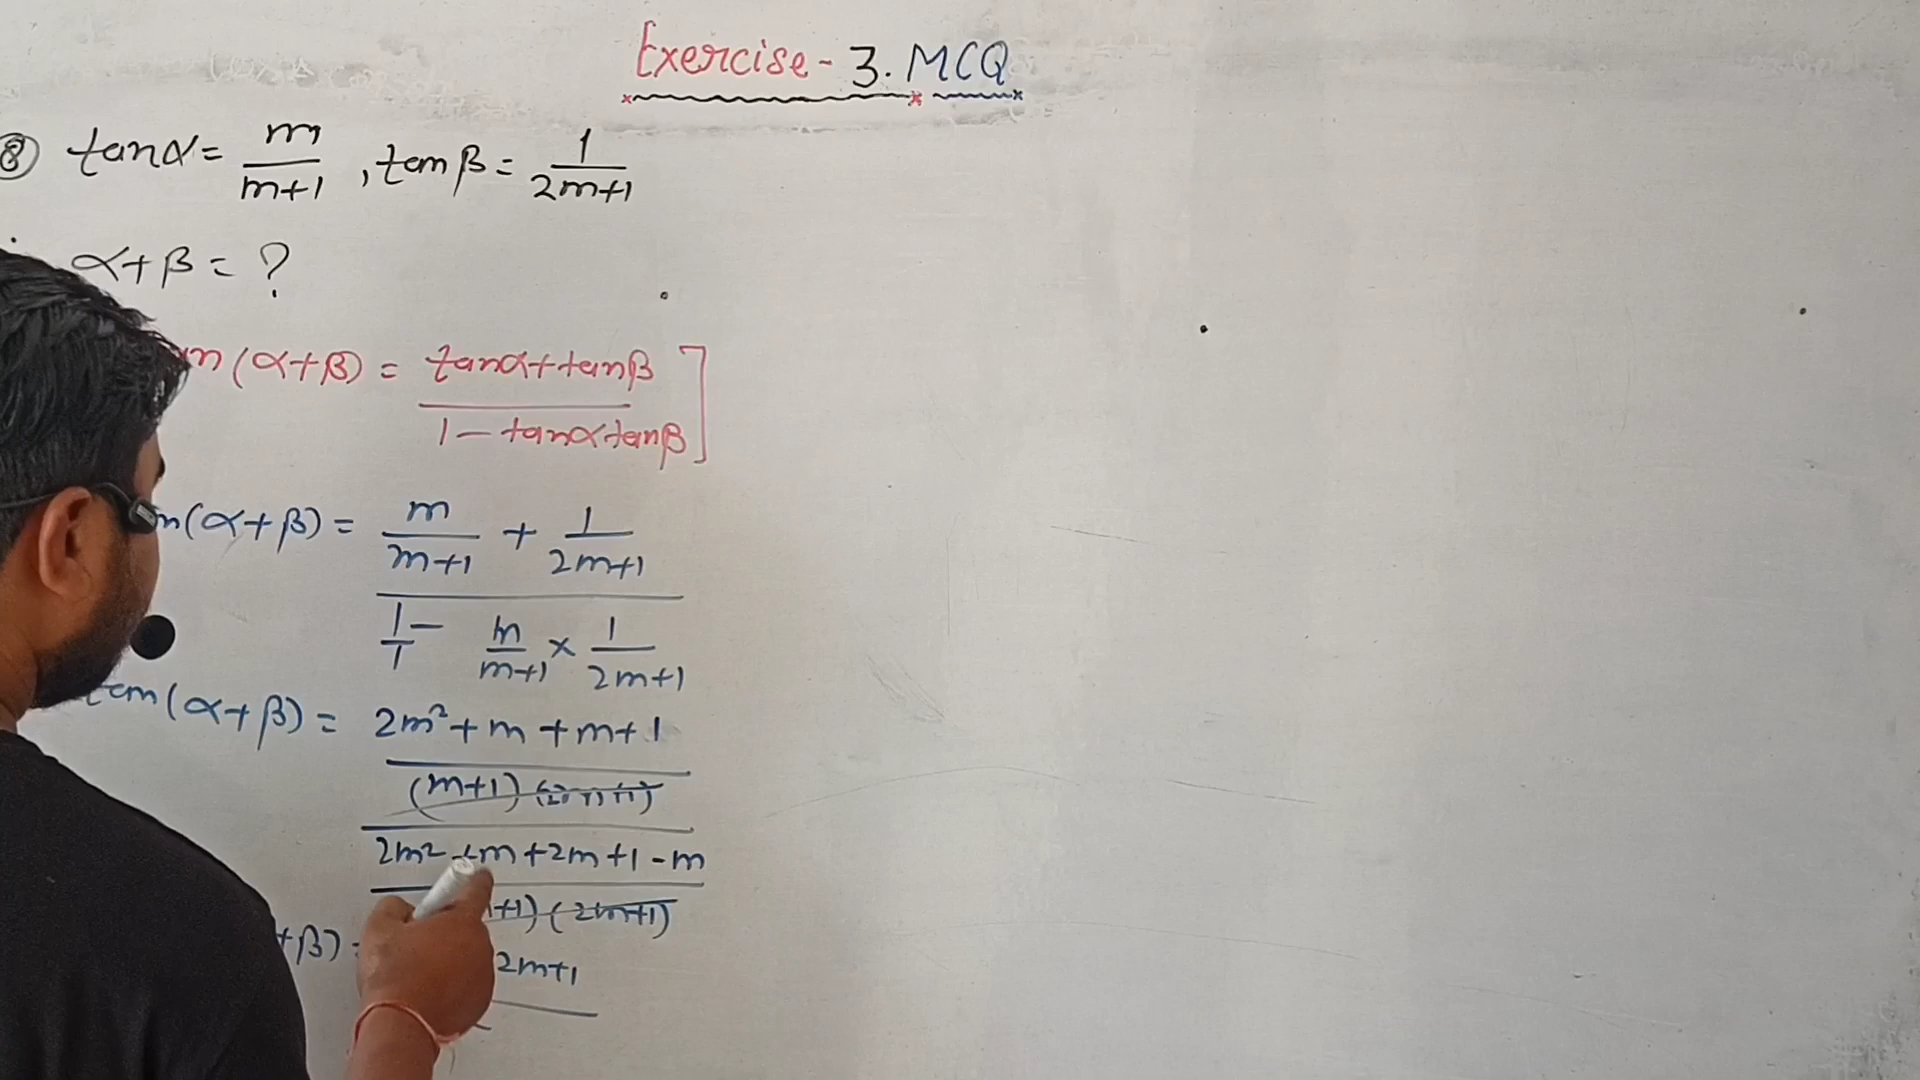 Exercise - 3. MCQ
⑧ tanα = m/m+1 , tanβ = 1/2m+1
α+β = ?
(α+β) = tanα+tanβ / 1 - tanα tanβ ]
(α+β) = m/m+1 + 1/2m+1
1/1 - m/m+1 × 1/2m+1
tan(α+β) = 2m²+m+m+1
(m+1) (2m+1)
2m²+m+2m+1-m
+1) (2m+1)
+β) = 2m+1